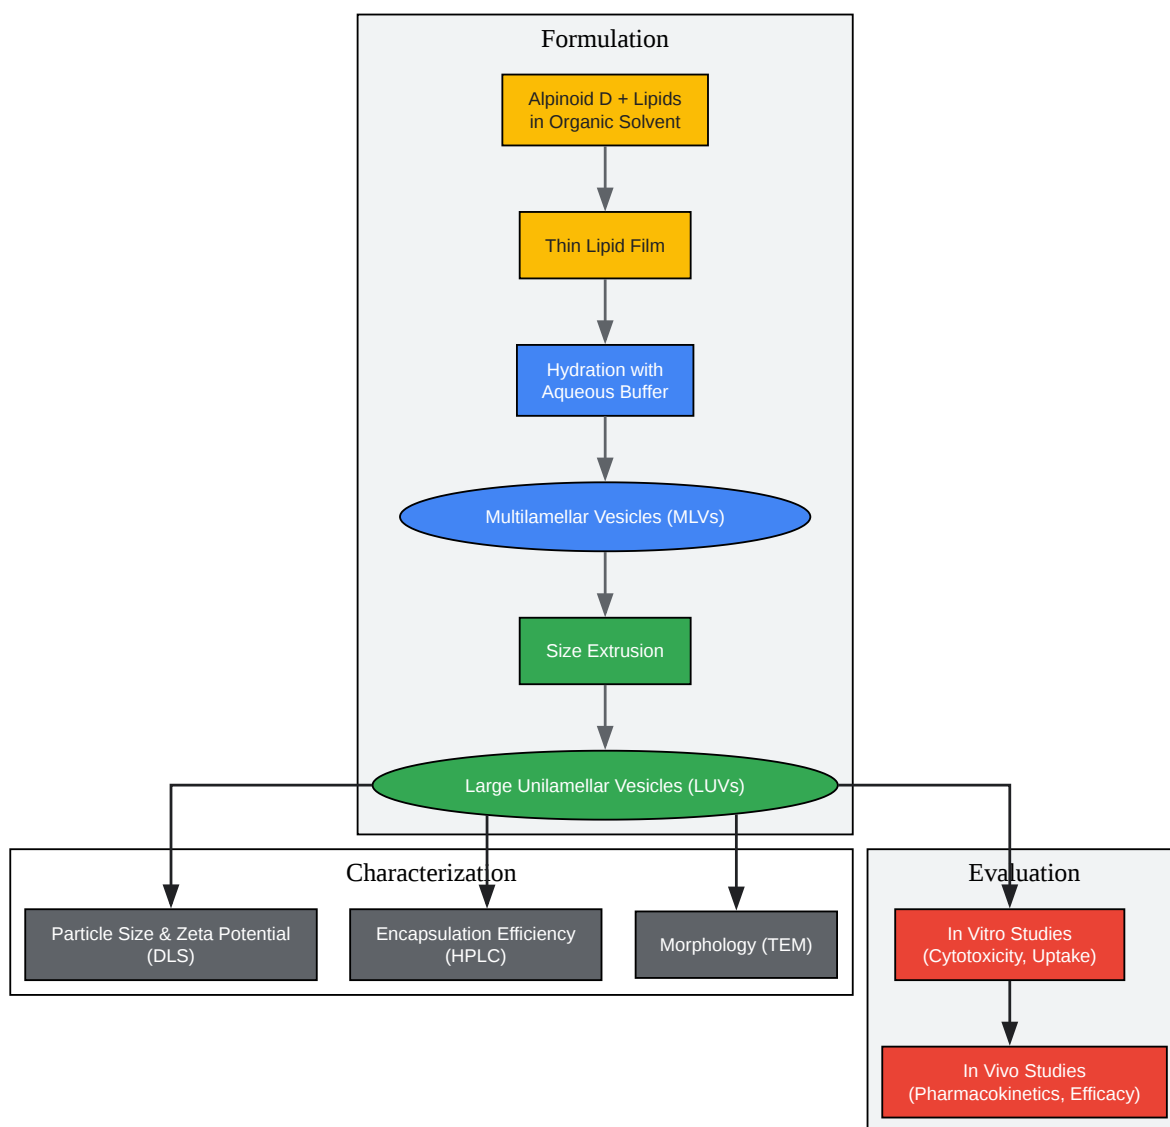 Formulation
Alpinoid D + Lipids
in Organic Solvent
Thin Lipid Film
Hydration with
Aqueous Buffer
Multilamellar Vesicles (MLVs)
Size Extrusion
Large Unilamellar Vesicles (LUVs)
Characterization
Particle Size & Zeta Potential
(DLS)
Encapsulation Efficiency
(HPLC)
Morphology (TEM)
Evaluation
In Vitro Studies
(Cytotoxicity, Uptake)
In Vivo Studies
(Pharmacokinetics, Efficacy)